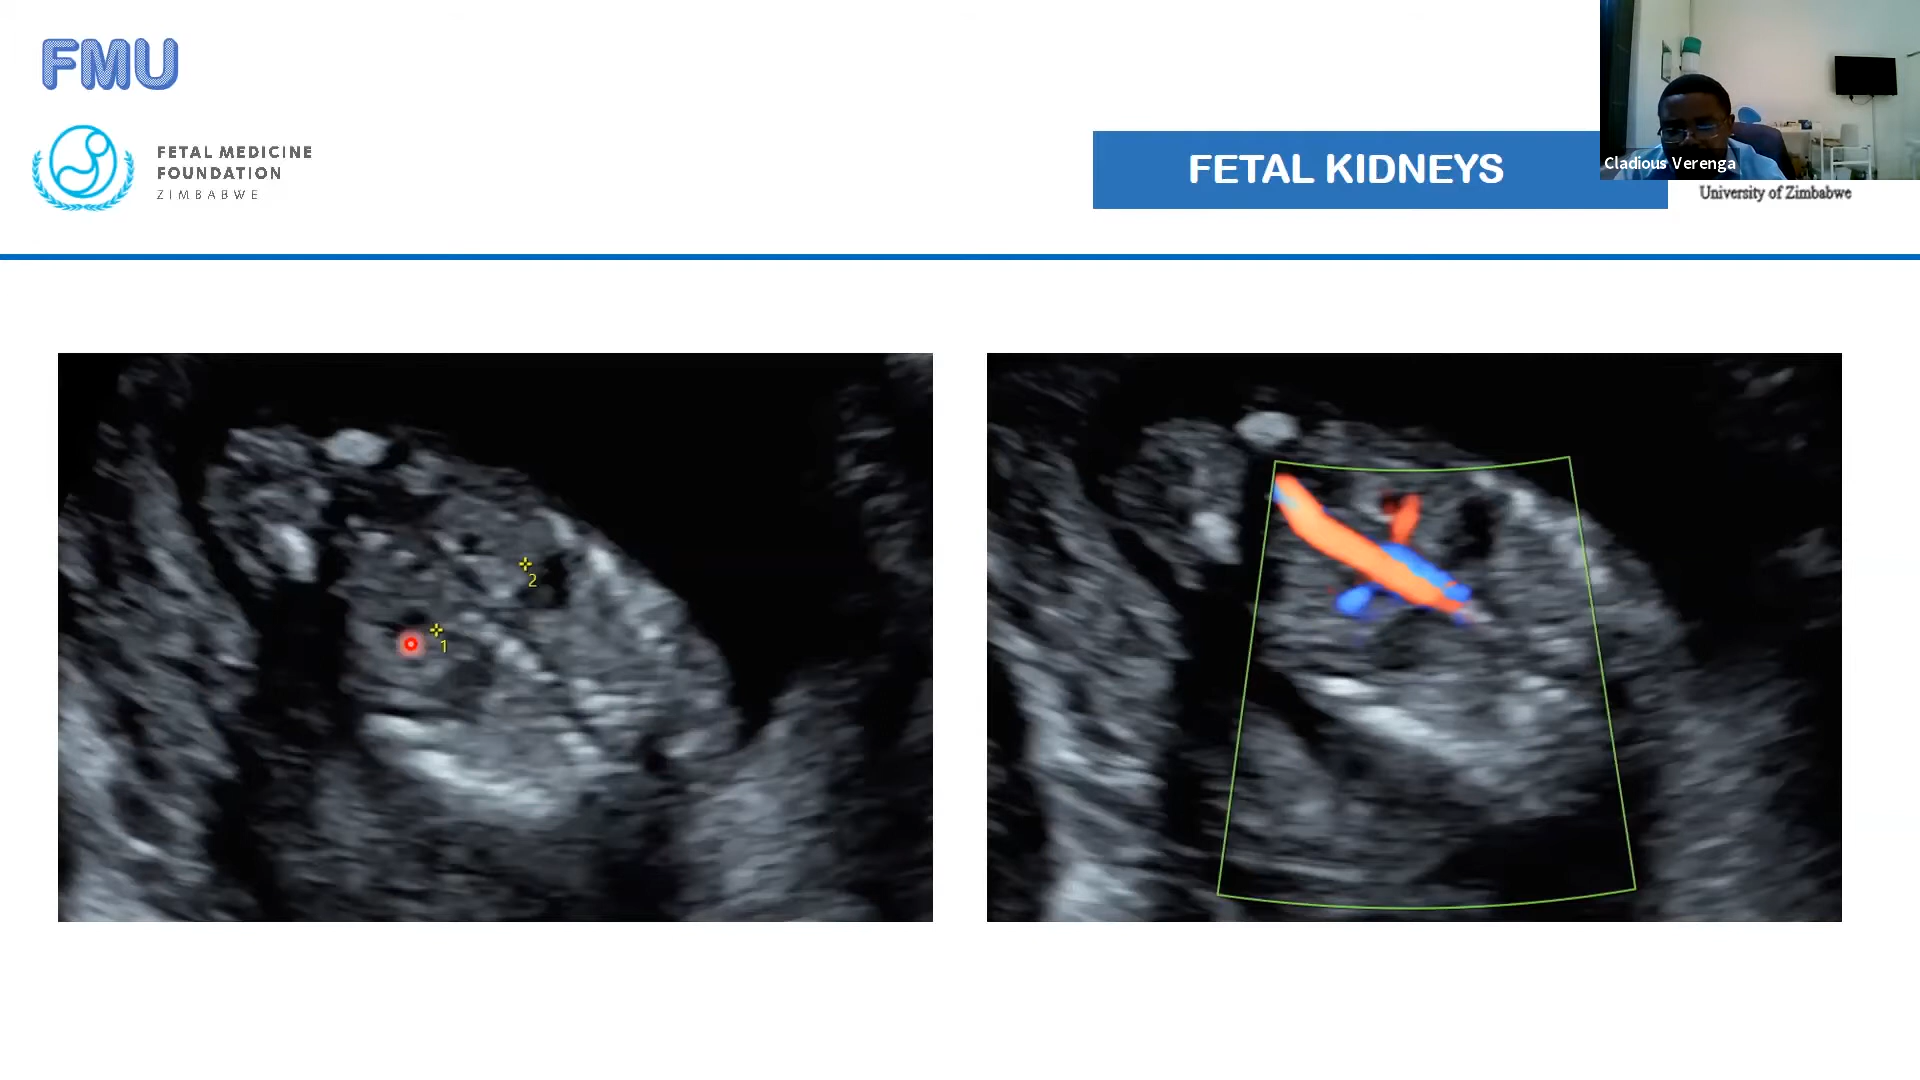 FMU
FETAL MEDICINE
FOUNDATION
ZIMBABWE
FETAL KIDNEYS
Cladious Verenga
University of Zimbabwe
2
1